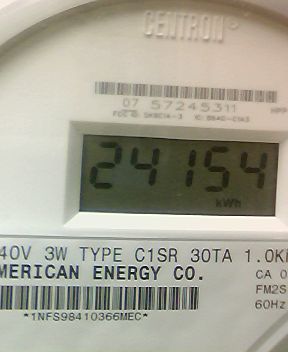 CENTRON
07 57245311
24154
kWh
40V 3W TYPE C1SR 30TA 1.0K
MERICAN ENERGY CO.
CA 0
FM2S
60Hz
*1NFS98410366MEC*